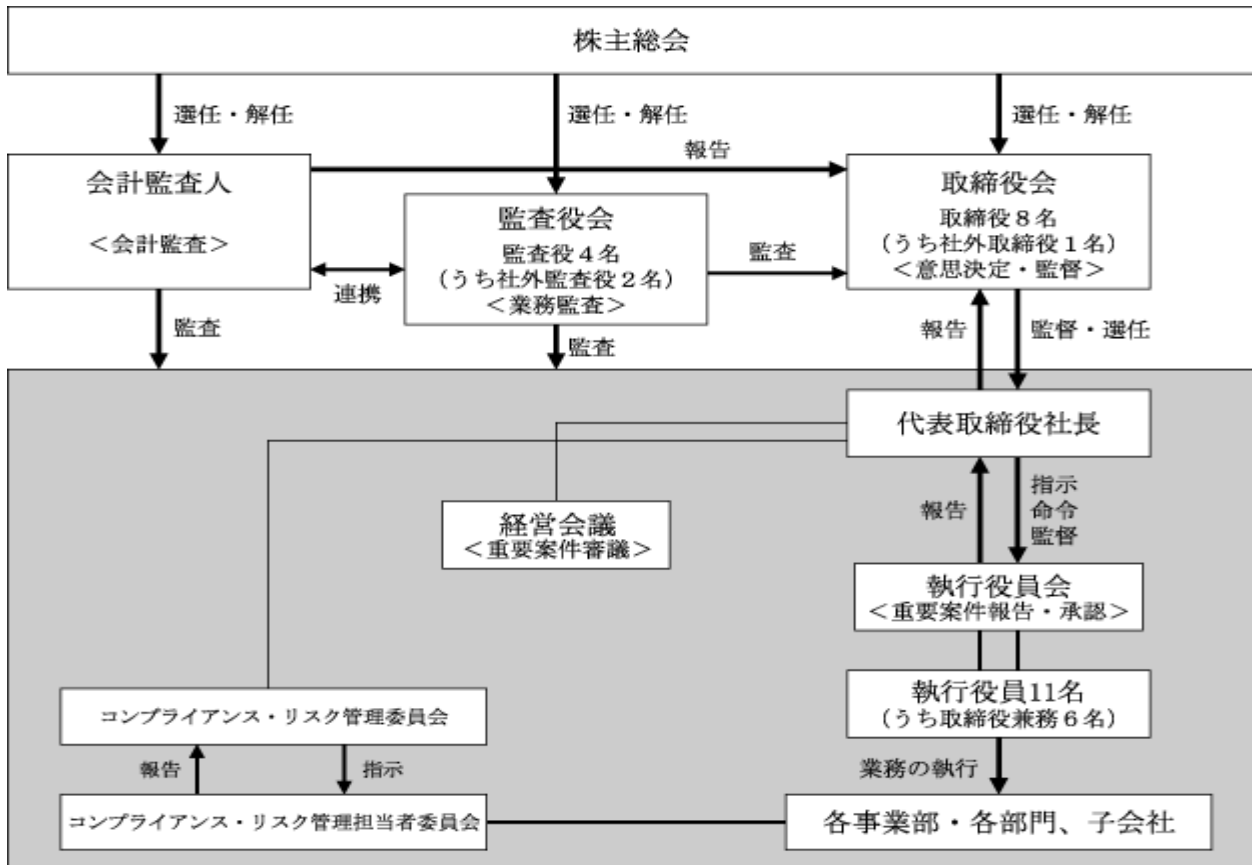 株主総会
選任・解任
選任・解任
選任・解任
会計監査人
＜会計監査＞
報告
監査役会
監査役４名
（うち社外監査役２名）
＜業務監査＞
取締役会
取締役８名
（うち社外取締役１名）
＜意思決定・監督＞
連携
監査
監査
監査
報告
監督・選任
代表取締役社長
経営会議
＜重要案件審議＞
報告
指示
命令
監督
執行役員会
＜重要案件報告・承認＞
執行役員11名
（うち取締役兼務６名）
コンプライアンス・リスク管理委員会
報告
指示
業務の執行
コンプライアンス・リスク管理担当者委員会
各事業部・各部門、子会社